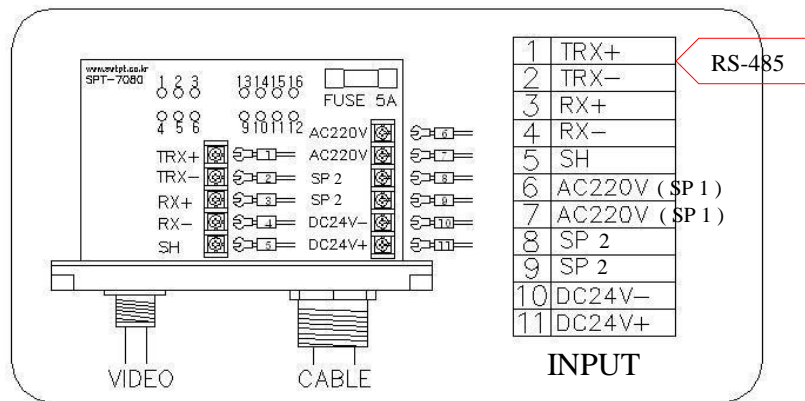 www.swtpt.co.kr
SPT-7080
1 2 3
4 5 6
13 14 15 16
9 10 11 12
FUSE 5A
TRX+ 1
TRX- 2
RX+ 3
RX- 4
SH 5
AC220V 6
AC220V 7
SP 2 8
SP 2 9
DC24V- 10
DC24V+ 11
VIDEO
CABLE
1 TRX+
2 TRX-
3 RX+
4 RX-
5 SH
6 AC220V ( SP 1 )
7 AC220V ( SP 1 )
8 SP 2
9 SP 2
10 DC24V-
11 DC24V+
INPUT
RS-485